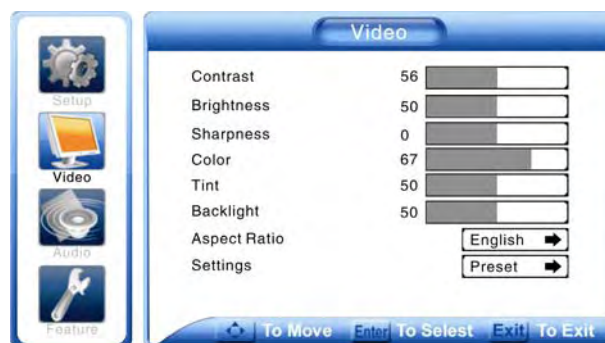 Setup
Video
Audio
Feature
Video
Contrast 56
Brightness 50
Sharpness 0
Color 67
Tint 50
Backlight 50
Aspect Ratio English
Settings Preset
To Move Enter To Selest Exit To Exit